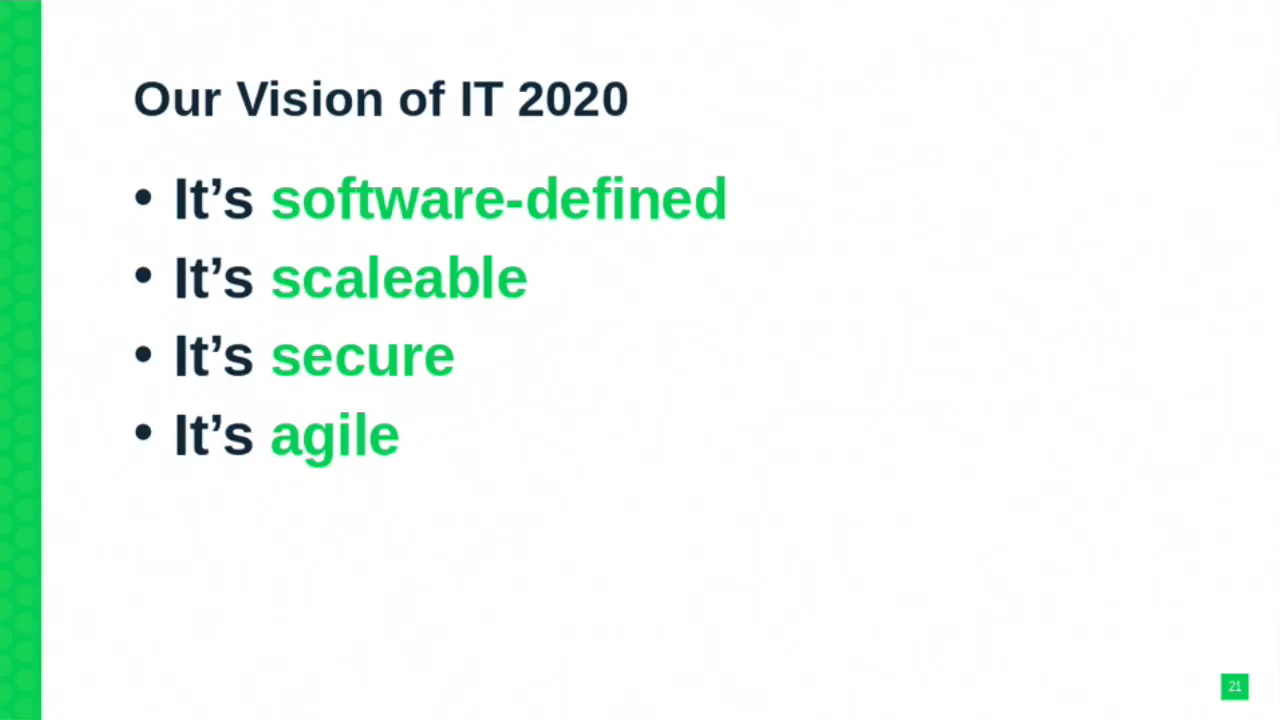 Our Vision of IT 2020
• It’s software-defined
• It’s scaleable
• It’s secure
• It’s agile
21